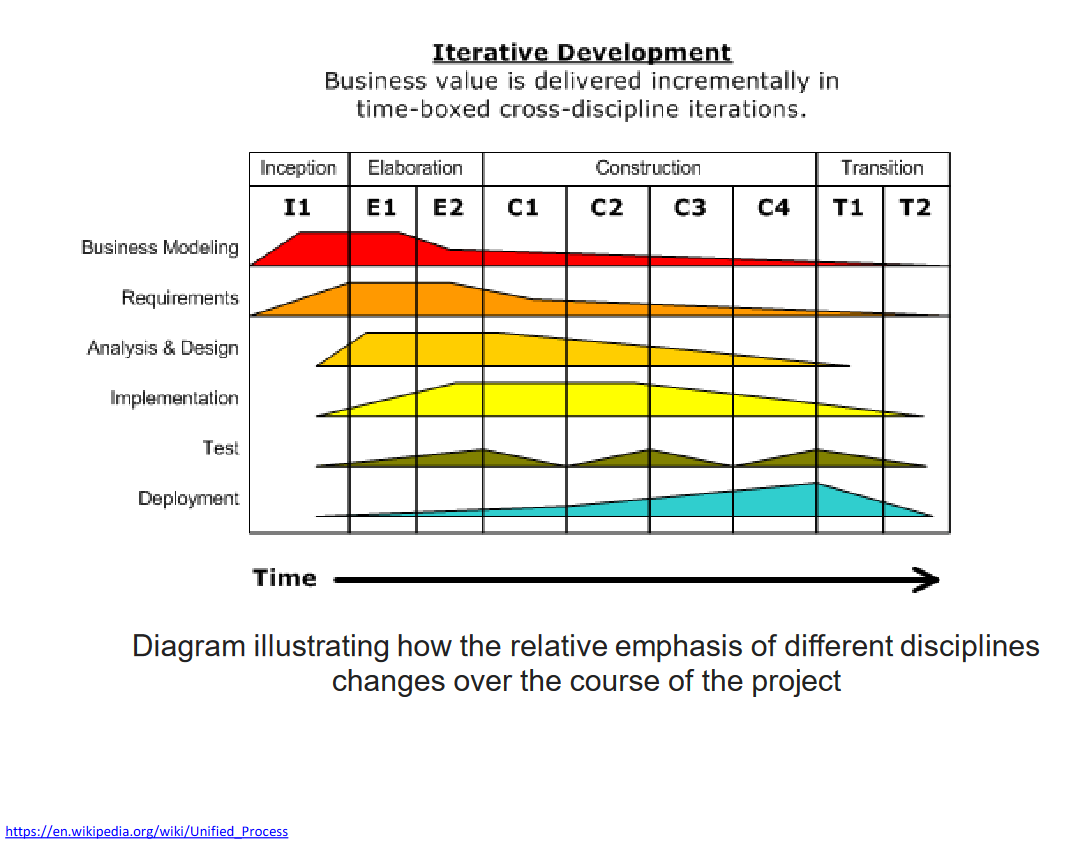 Iterative Development
Business value is delivered incrementally in
time-boxed cross-discipline iterations.
Inception Elaboration Construction Transition
I1 E1 E2 C1 C2 C3 C4 T1 T2
Business Modeling
Requirements
Analysis & Design
Implementation
Test
Deployment
Time
Diagram illustrating how the relative emphasis of different disciplines
changes over the course of the project
https://en.wikipedia.org/wiki/Unified_Process